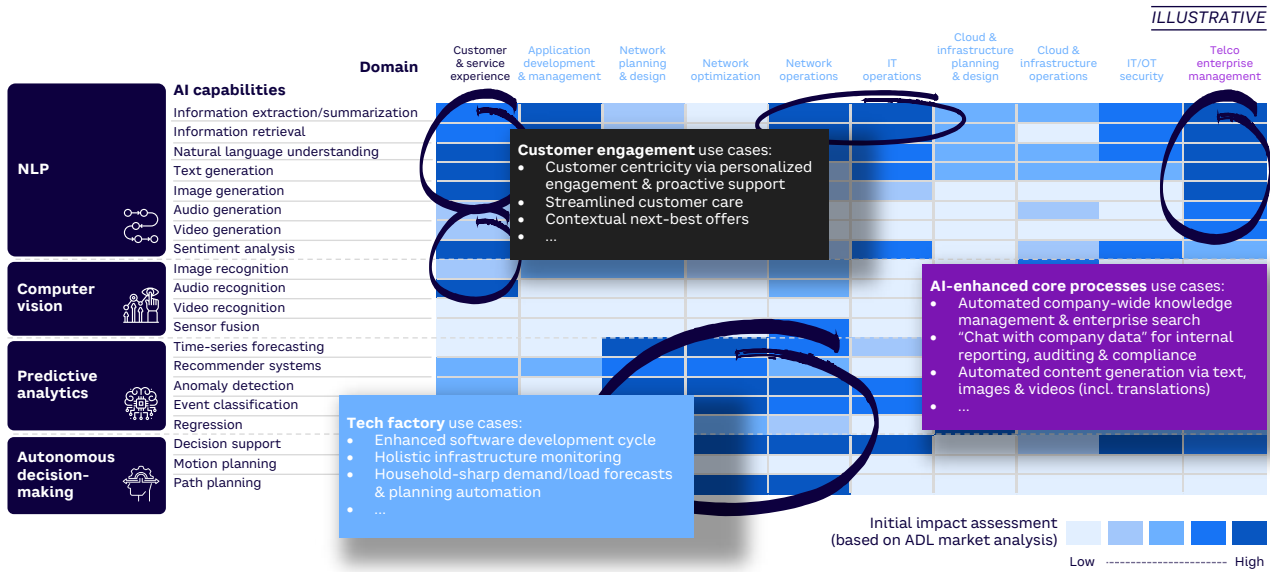 ILLUSTRATIVE
Domain
Customer
& service
experience
Application
development
& management
Network
planning
& design
Network
optimization
Network
operations
IT
operations
Cloud &
infrastructure
planning
& design
Cloud &
infrastructure
operations
IT/OT
security
Telco
enterprise
management
AI capabilities
NLP
Information extraction/summarization
Information retrieval
Natural language understanding
Text generation
Image generation
Audio generation
Video generation
Sentiment analysis
Computer
vision
Image recognition
Audio recognition
Video recognition
Sensor fusion
Predictive
analytics
Time-series forecasting
Recommender systems
Anomaly detection
Event classification
Regression
Autonomous
decision-
making
Decision support
Motion planning
Path planning
Customer engagement use cases:
• Customer centricity via personalized
engagement & proactive support
• Streamlined customer care
• Contextual next-best offers
• ...
AI-enhanced core processes use cases:
• Automated company-wide knowledge
management & enterprise search
• “Chat with company data” for internal
reporting, auditing & compliance
• Automated content generation via text,
images & videos (incl. translations)
• ...
Tech factory use cases:
• Enhanced software development cycle
• Holistic infrastructure monitoring
• Household-sharp demand/load forecasts
& planning automation
• ...
Initial impact assessment
(based on ADL market analysis)
Low
High